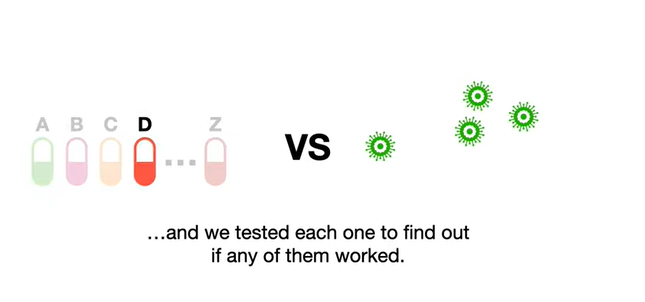 A B C D Z
...
VS
…and we tested each one to find out
if any of them worked.